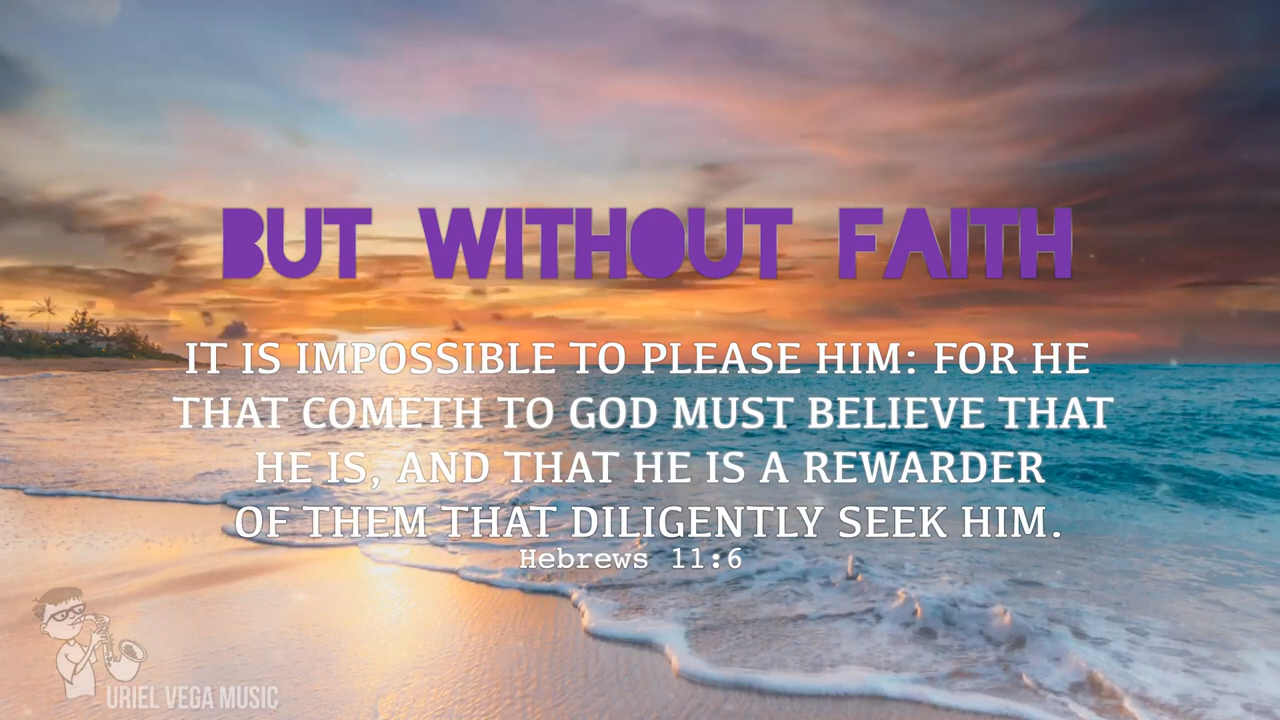 BUT WITHOUT FAITH
IT IS IMPOSSIBLE TO PLEASE HIM: FOR HE
THAT COMETH TO GOD MUST BELIEVE THAT
HE IS, AND THAT HE IS A REWARDER
OF THEM THAT DILIGENTLY SEEK HIM.
Hebrews 11:6
URIEL VEGA MUSIC